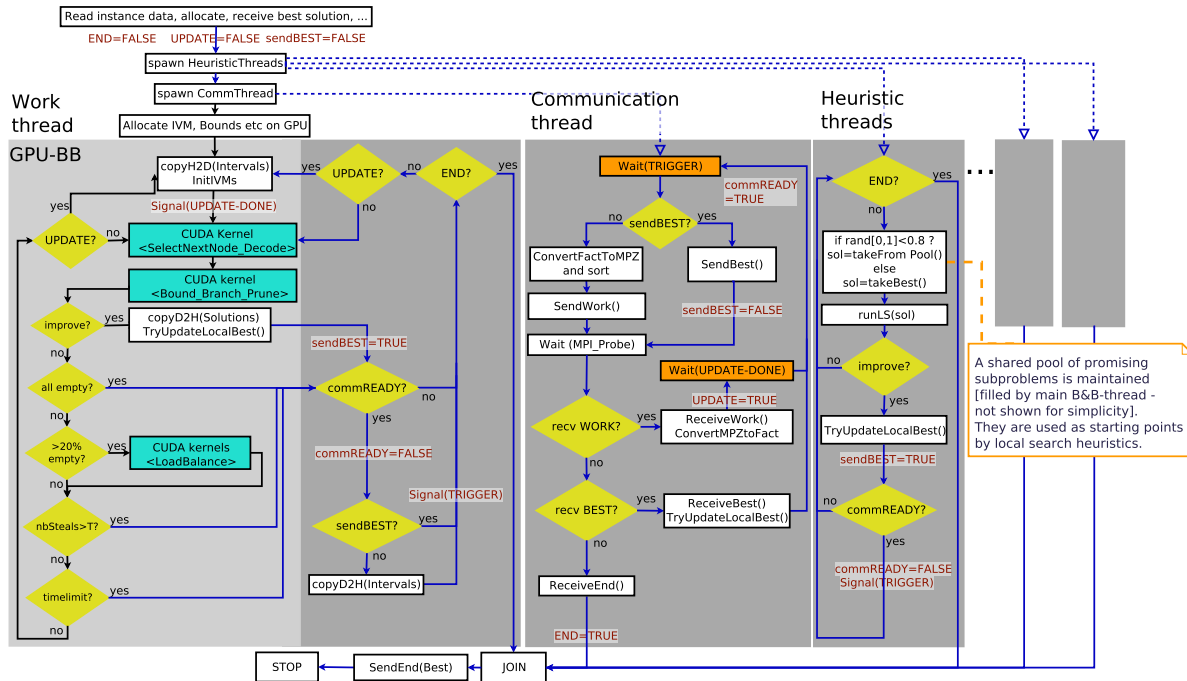 Read instance data, allocate, receive best solution, ...
END=FALSE UPDATE=FALSE sendBEST=FALSE
spawn HeuristicThreads
spawn CommThread
Allocate IVM, Bounds etc on GPU
Work
thread
GPU-BB
copyH2D(Intervals)
InitIVMs
Signal(UPDATE-DONE)
yes
UPDATE?
no
CUDA Kernel
<SelectNextNode_Decode>
CUDA kernel
<Bound_Branch_Prune>
improve?
yes
copyD2H(Solutions)
TryUpdateLocalBest()
no
all empty?
yes
no
>20%
empty?
yes
CUDA kernels
<LoadBalance>
no
nbSteals>T?
yes
no
timelimit?
yes
no
yes
UPDATE?
no
no
END?
yes
sendBEST=TRUE
commREADY?
no
yes
commREADY=FALSE
Signal(TRIGGER)
sendBEST?
yes
no
copyD2H(Intervals)
Communication
thread
Wait(TRIGGER)
commREADY
=TRUE
no
sendBEST?
yes
ConvertFactToMPZ
and sort
SendBest()
SendWork()
sendBEST=FALSE
Wait (MPI_Probe)
Wait(UPDATE-DONE)
UPDATE=TRUE
recv WORK?
yes
ReceiveWork()
ConvertMPZtoFact
no
recv BEST?
yes
ReceiveBest()
TryUpdateLocalBest()
no
ReceiveEnd()
END=TRUE
Heuristic
threads
END?
yes
no
if rand[0,1]<0.8 ?
sol=takeFrom Pool()
else
sol=takeBest()
runLS(sol)
no
improve?
yes
TryUpdateLocalBest()
sendBEST=TRUE
no
commREADY?
yes
commREADY=FALSE
Signal(TRIGGER)
...
A shared pool of promising
subproblems is maintained
[filled by main B&B-thread -
not shown for simplicity].
They are used as starting points
by local search heuristics.
STOP
SendEnd(Best)
JOIN